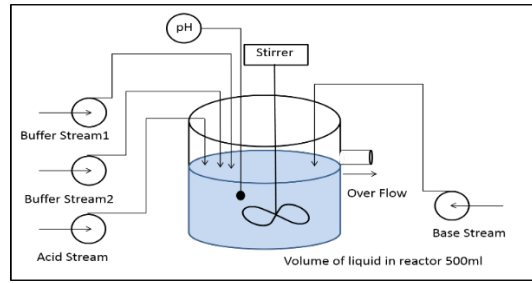 pH
Stirrer
Buffer Stream1
Buffer Stream2
Acid Stream
Over Flow
Base Stream
Volume of liquid in reactor 500ml